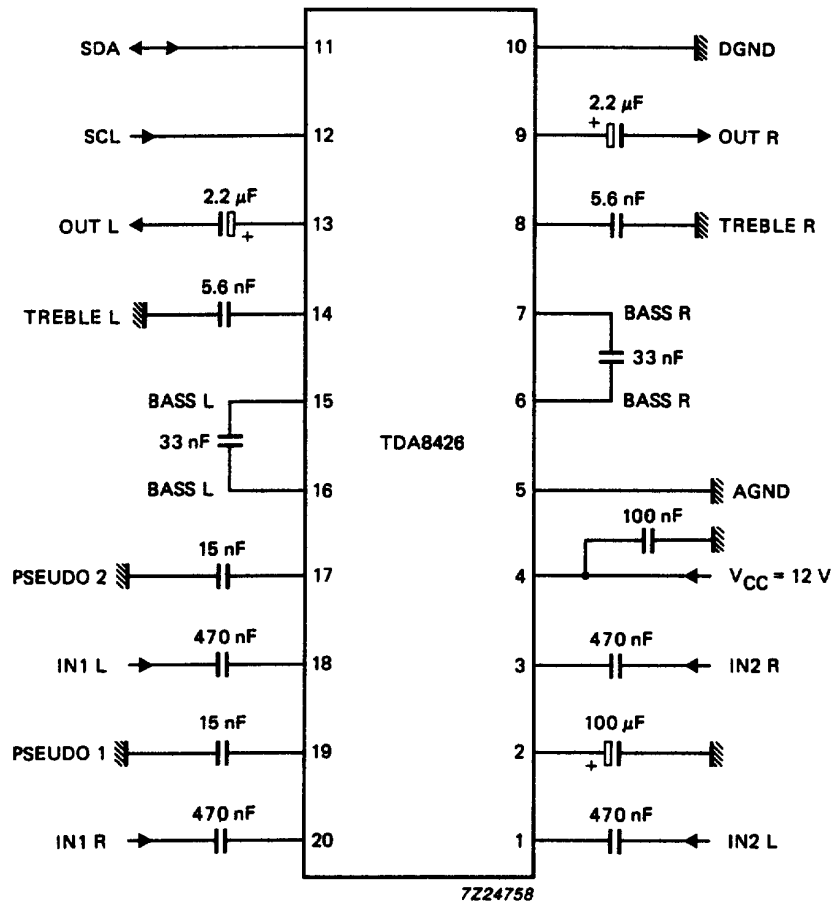 SDA
11
10
DGND
2.2 µF
+
SCL
12
9
OUT R
2.2 µF
5.6 nF
OUT L
+
13
8
TREBLE R
5.6 nF
TREBLE L
14
7
BASS R
33 nF
BASS L
15
6
BASS R
33 nF
TDA8426
BASS L
16
5
AGND
100 nF
15 nF
PSEUDO 2
17
4
VCC = 12 V
470 nF
470 nF
IN1 L
18
3
IN2 R
15 nF
100 µF
PSEUDO 1
19
2
+
470 nF
470 nF
IN1 R
20
1
IN2 L
7Z24758